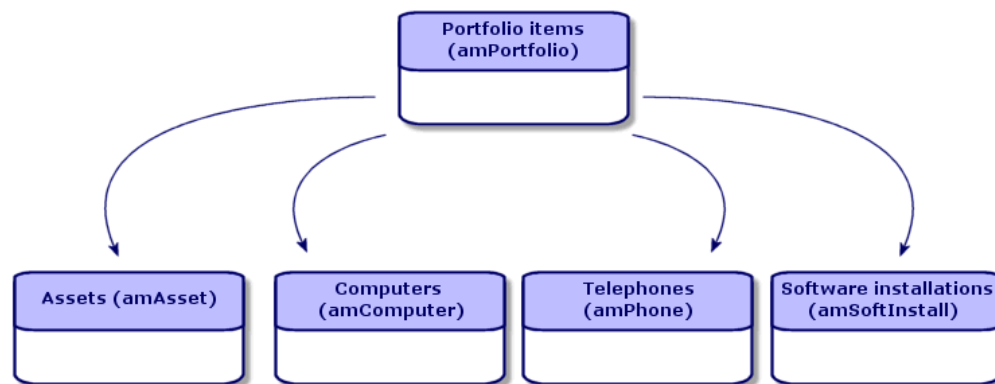 Portfolio items
(amPortfolio)
Assets (amAsset)
Computers
(amComputer)
Telephones
(amPhone)
Software installations
(amSoftInstall)